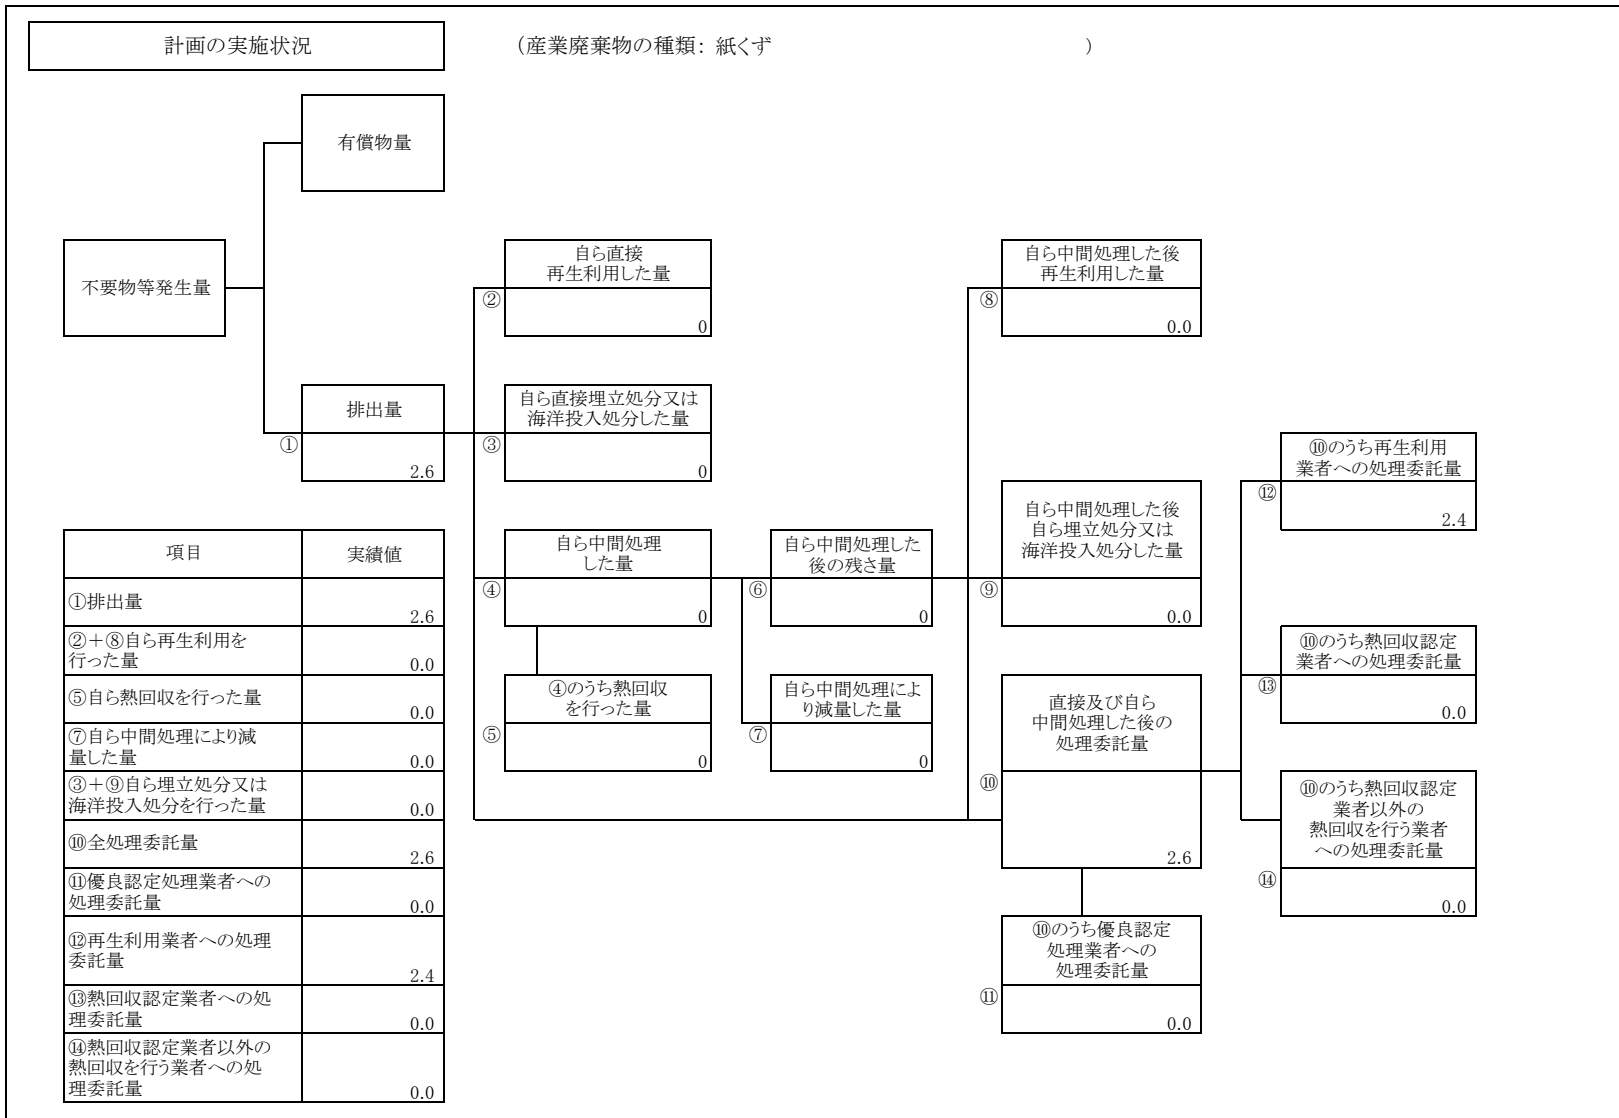 計画の実施状況
（産業廃棄物の種類：紙くず　　　　　）
有償物量
不要物等発生量
自ら直接
再生利用した量
②
0
自ら中間処理した後
再生利用した量
⑧
0.0
排出量
①
2.6
自ら直接埋立処分又は
海洋投入処分した量
③
0
⑩のうち再生利用
業者への処理委託量
⑫
2.4
自ら中間処理
した量
④
0
自ら中間処理した
後の残さ量
⑥
0
自ら中間処理した後
自ら埋立処分又は
海洋投入処分した量
⑨
0.0
⑩のうち熱回収認定
業者への処理委託量
⑬
0.0
④のうち熱回収
を行った量
⑤
0
自ら中間処理によ
り減量した量
⑦
0
直接及び自ら
中間処理した後の
処理委託量
⑩
2.6
⑩のうち熱回収認定
業者以外の
熱回収を行う業者
への処理委託量
⑭
0.0
⑩のうち優良認定
処理業者への
処理委託量
⑪
0.0
項目 実績値
①排出量
2.6
②＋⑧自ら再生利用を
行った量 0.0
⑤自ら熱回収を行った量
0.0
⑦自ら中間処理により減
量した量 0.0
③＋⑨自ら埋立処分又は
海洋投入処分を行った量 0.0
⑩全処理委託量
2.6
⑪優良認定処理業者への
処理委託量 0.0
⑫再生利用業者への処理
委託量
2.4
⑬熱回収認定業者への処
理委託量 0.0
⑭熱回収認定業者以外の
熱回収を行う業者への処
理委託量 0.0